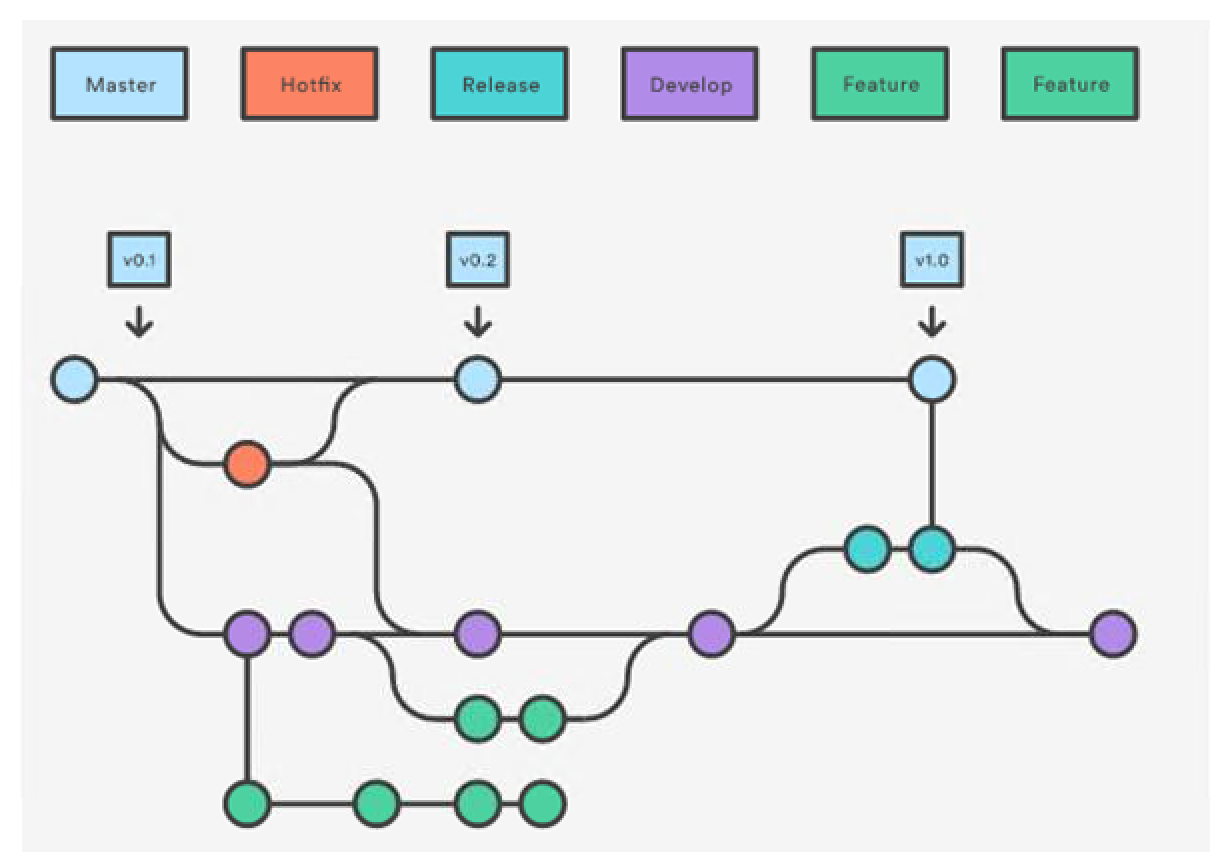 Master
Hotfix
Release
Develop
Feature
Feature
v0.1
v0.2
v1.0